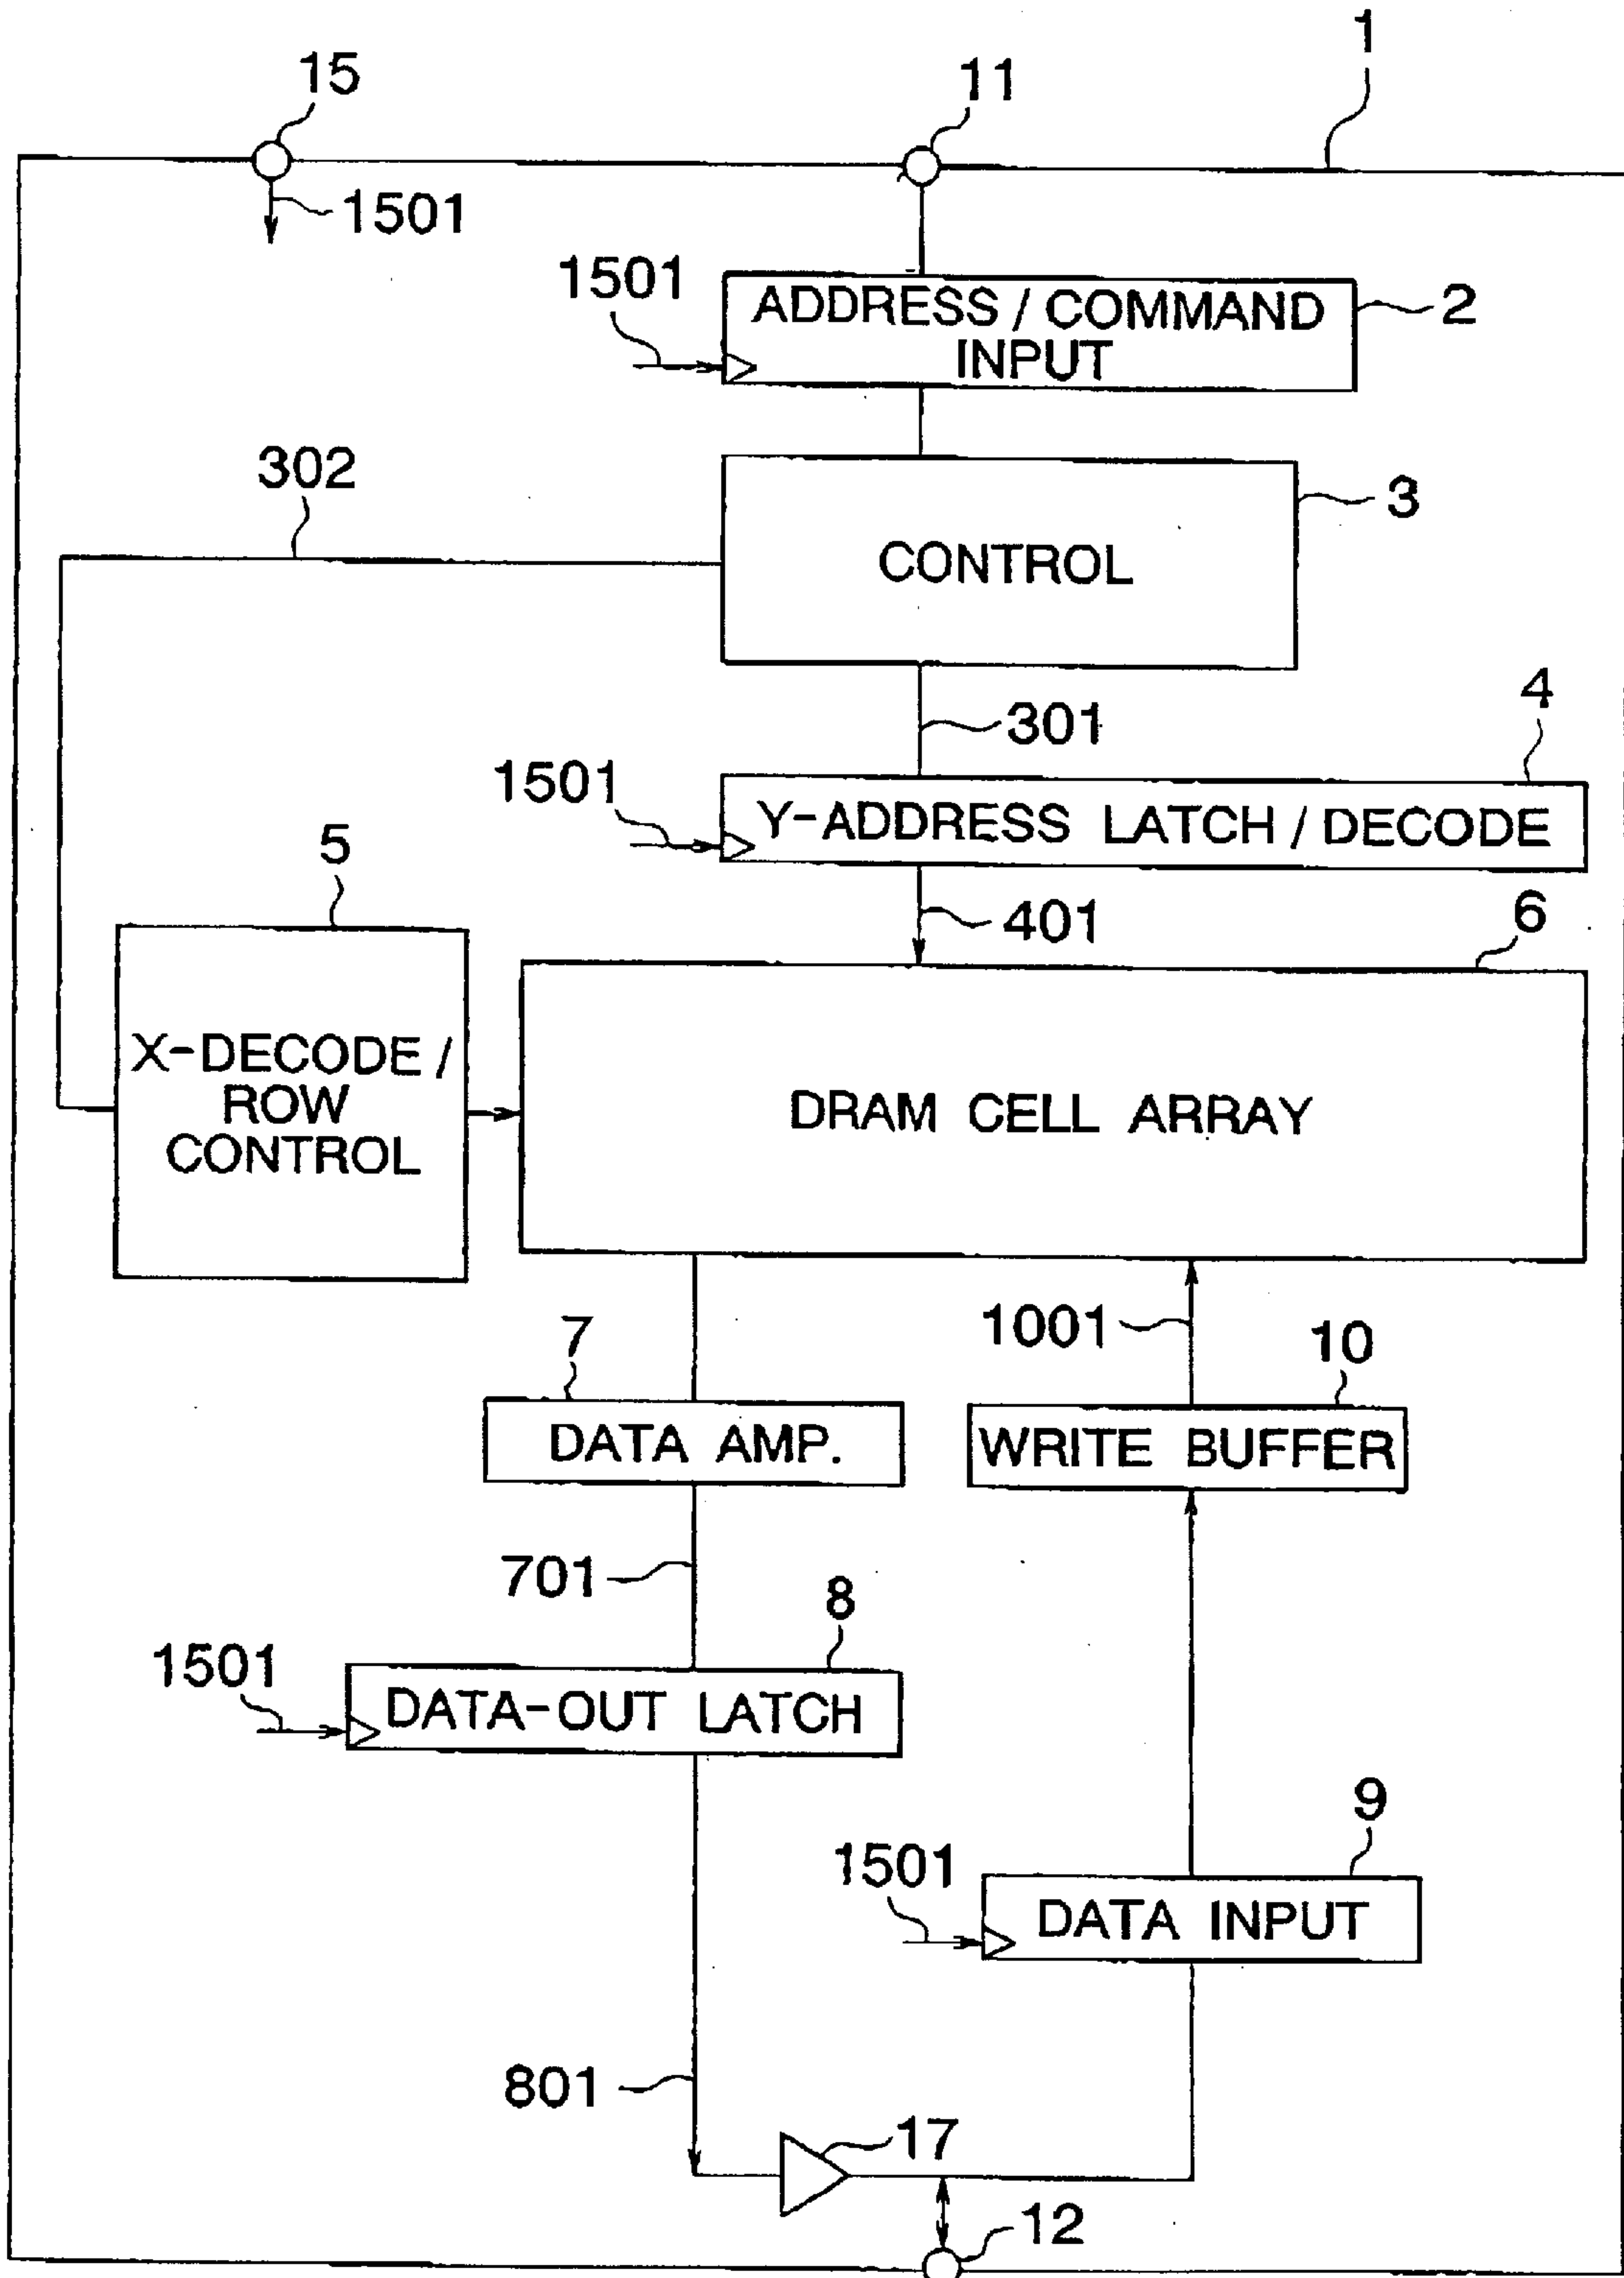 1
15
11
1501
1501
ADDRESS / COMMAND
INPUT
2
302
3
CONTROL
301
4
1501
Y-ADDRESS LATCH / DECODE
5
401
6
X-DECODE /
ROW
CONTROL
DRAM CELL ARRAY
7
1001
10
DATA AMP.
WRITE BUFFER
701
8
1501
DATA-OUT LATCH
9
1501
DATA INPUT
801
17
12